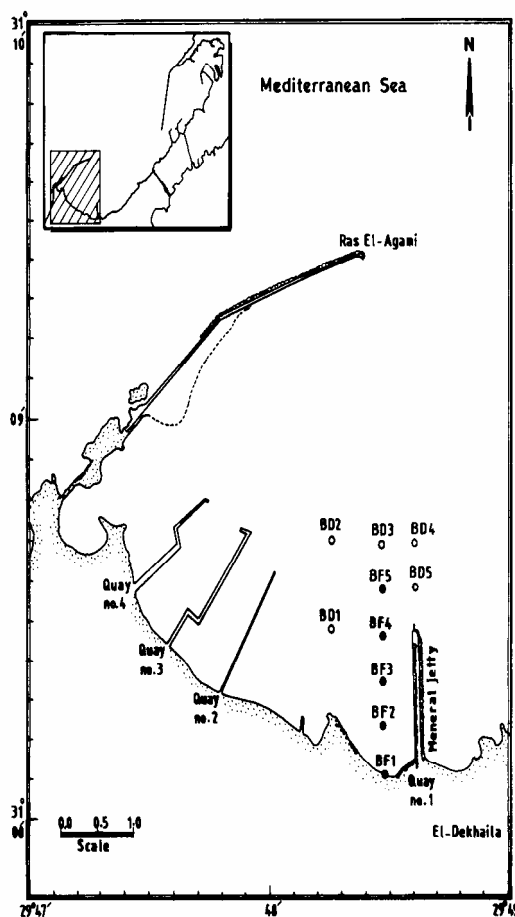 31°
10'
N
Mediterranean Sea
Ras El-Agami
09'
BD2
BD3
BD4
BF5
BD5
Quay
no.4
BD1
BF4
Quay
no.3
BF3
Meneral jetty
Quay
no.2
BF2
BF1
Quay
no.1
31°
06'
0.0 0.5 1.0
Scale
El-Dekhaila
29°47'
48'